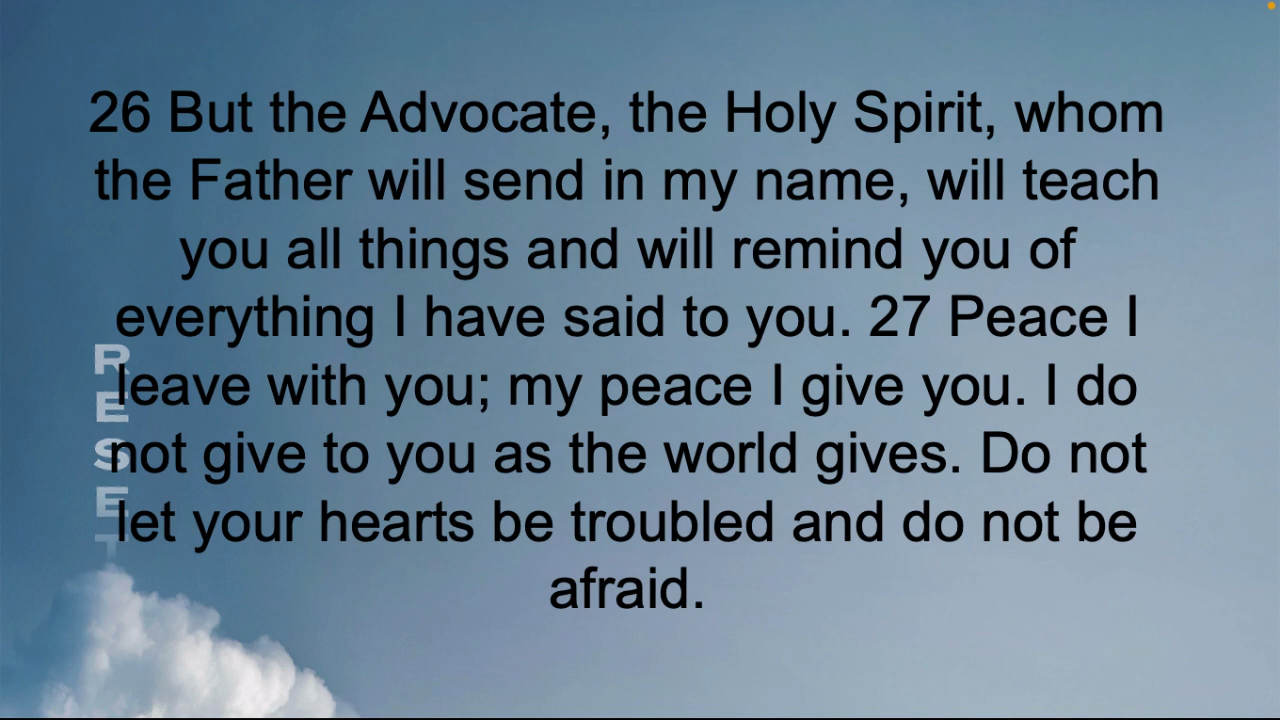 26 But the Advocate, the Holy Spirit, whom
the Father will send in my name, will teach
you all things and will remind you of
everything I have said to you. 27 Peace I
leave with you; my peace I give you. I do
not give to you as the world gives. Do not
let your hearts be troubled and do not be
afraid.
RESET